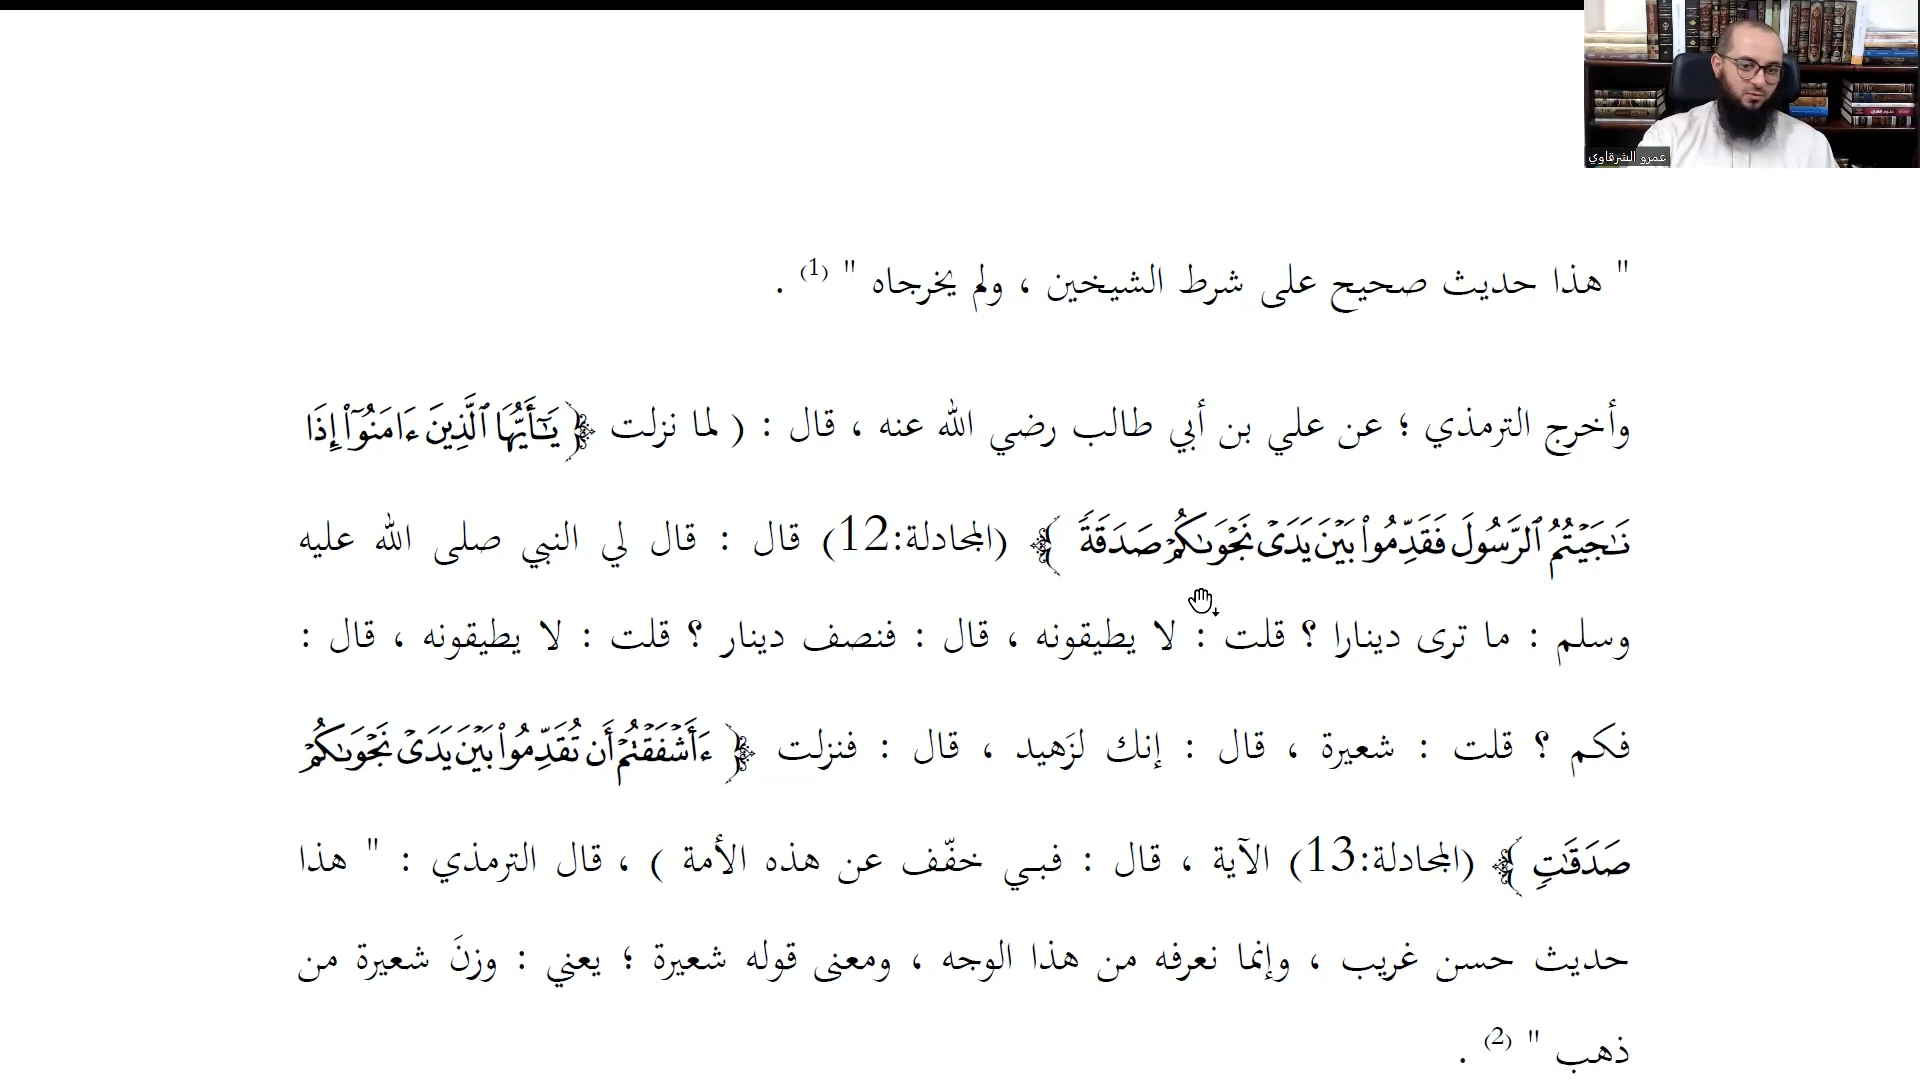 عمرو الشرقاوي
" هذا حديث صحيح على شرط الشيخين ، ولم يخرجاه " (1) .
وأخرج الترمذي ؛ عن علي بن أبي طالب رضي الله عنه ، قال : ( لما نزلت ﴿ يَٰٓأَيُّهَا ٱلَّذِينَ ءَامَنُوٓا۟ إِذَا
نَٰجَيْتُمُ ٱلرَّسُولَ فَقَدِّمُوا۟ بَيْنَ يَدَىْ نَجْوَىٰكُمْ صَدَقَةً ﴾ (المجادلة:12) قال : قال لي النبي صلى الله عليه
وسلم : ما ترى دينارا ؟ قلت : لا يطيقونه ، قال : فنصف دينار ؟ قلت : لا يطيقونه ، قال :
فكم ؟ قلت : شعيرة ، قال : إنك لزَهيد ، قال : فنزلت ﴿ ءَأَشْفَقْتُمْ أَن تُقَدِّمُوا۟ بَيْنَ يَدَىْ نَجْوَىٰكُمْ
صَدَقَٰتٍ ﴾ (المجادلة:13) الآية ، قال : فبـي خفّف عن هذه الأمة ) ، قال الترمذي : " هذا
حديث حسن غريب ، وإنما نعرفه من هذا الوجه ، ومعنى قوله شعيرة ؛ يعني : وزنَ شعيرة من
ذهب " (2) .